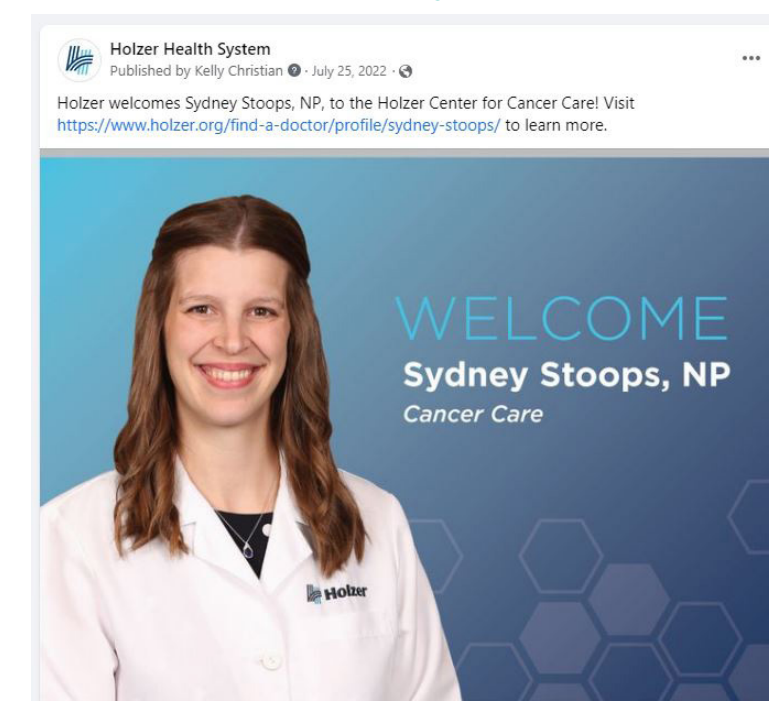 Holzer Health System
Published by Kelly Christian · July 25, 2022 ·
Holzer welcomes Sydney Stoops, NP, to the Holzer Center for Cancer Care! Visit
https://www.holzer.org/find-a-doctor/profile/sydney-stoops/ to learn more.
WELCOME
Sydney Stoops, NP
Cancer Care
Holzer